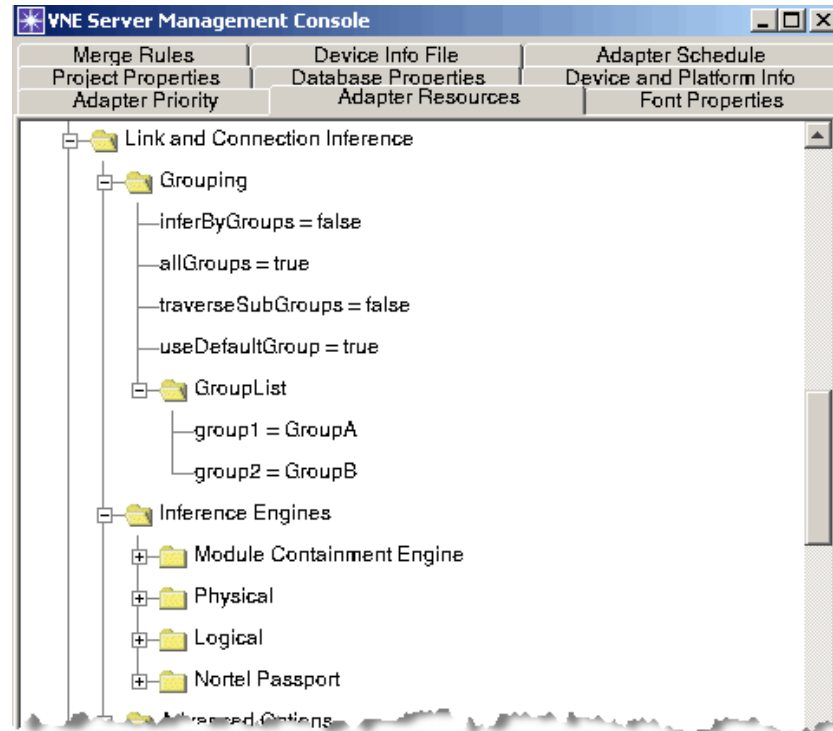 VNE Server Management Console
Merge Rules Device Info File Adapter Schedule
Project Properties Database Properties Device and Platform Info
Adapter Priority Adapter Resources Font Properties
Link and Connection Inference
Grouping
inferByGroups = false
allGroups = true
traverseSubGroups = false
useDefaultGroup = true
GroupList
group1 = GroupA
group2 = GroupB
Inference Engines
Module Containment Engine
Physical
Logical
Nortel Passport
Advanced Options